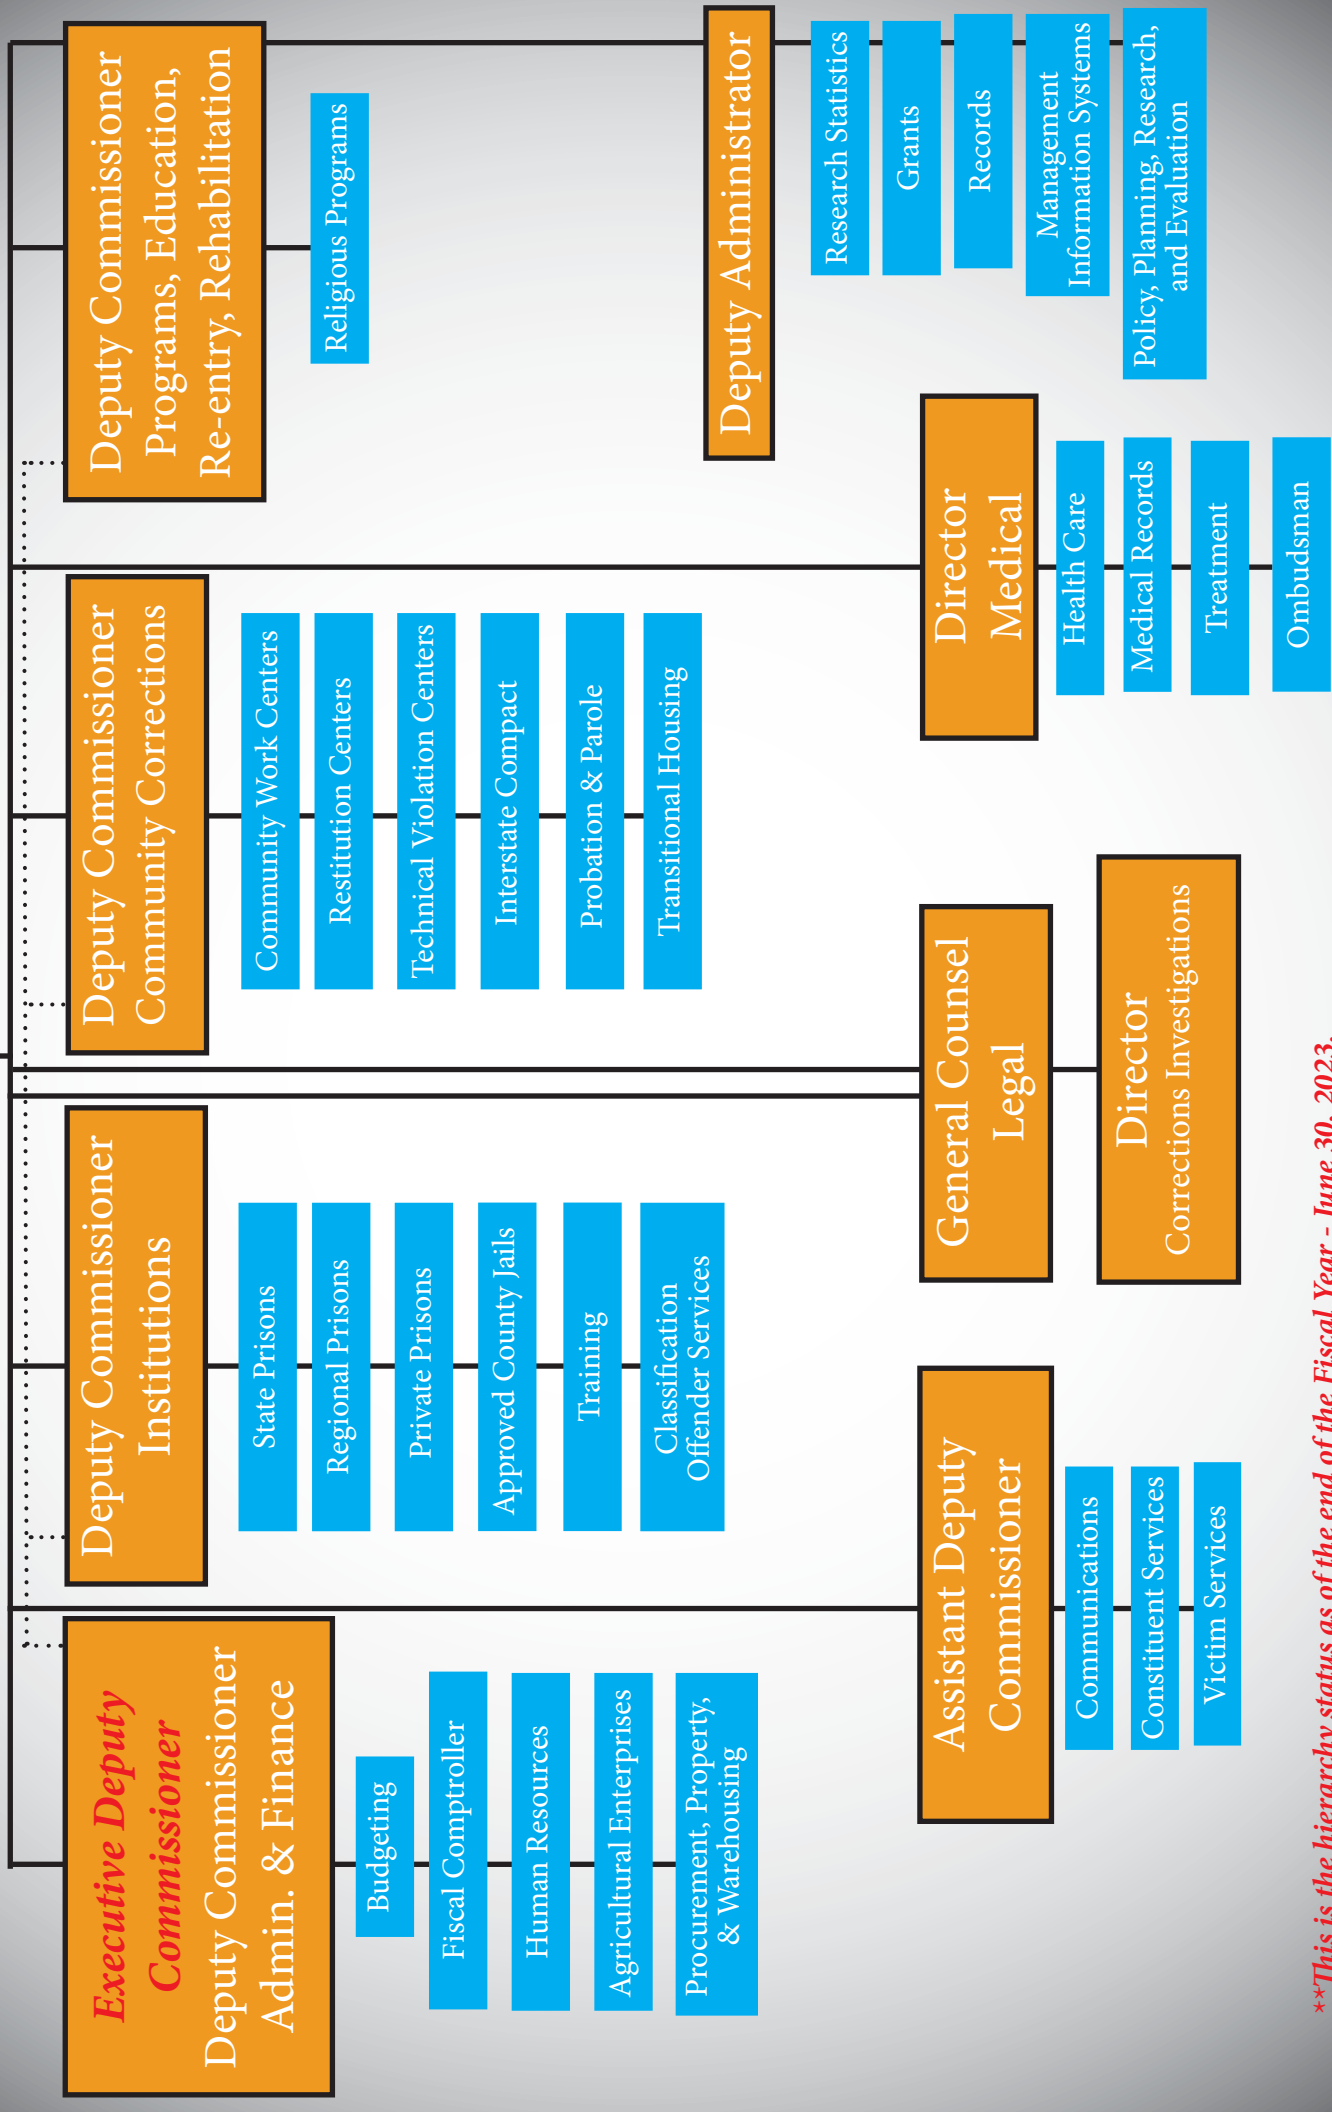 Executive Deputy
Commissioner
Deputy Commissioner
Admin. & Finance
Budgeting
Fiscal Comptroller
Human Resources
Agricultural Enterprises
Procurement, Property,
& Warehousing
Deputy Commissioner
Institutions
State Prisons
Regional Prisons
Private Prisons
Approved County Jails
Training
Classification
Offender Services
Deputy Commissioner
Community Corrections
Community Work Centers
Restitution Centers
Technical Violation Centers
Interstate Compact
Probation & Parole
Transitional Housing
Deputy Commissioner
Programs, Education,
Re-entry, Rehabilitation
Religious Programs
Assistant Deputy
Commissioner
Communications
Constituent Services
Victim Services
General Counsel
Legal
Director
Corrections Investigations
Director
Medical
Health Care
Medical Records
Treatment
Ombudsman
Deputy Administrator
Research Statistics
Grants
Records
Management
Information Systems
Policy, Planning, Research,
and Evaluation
**This is the hierarchy status as of the end of the Fiscal Year - June 30, 2023.